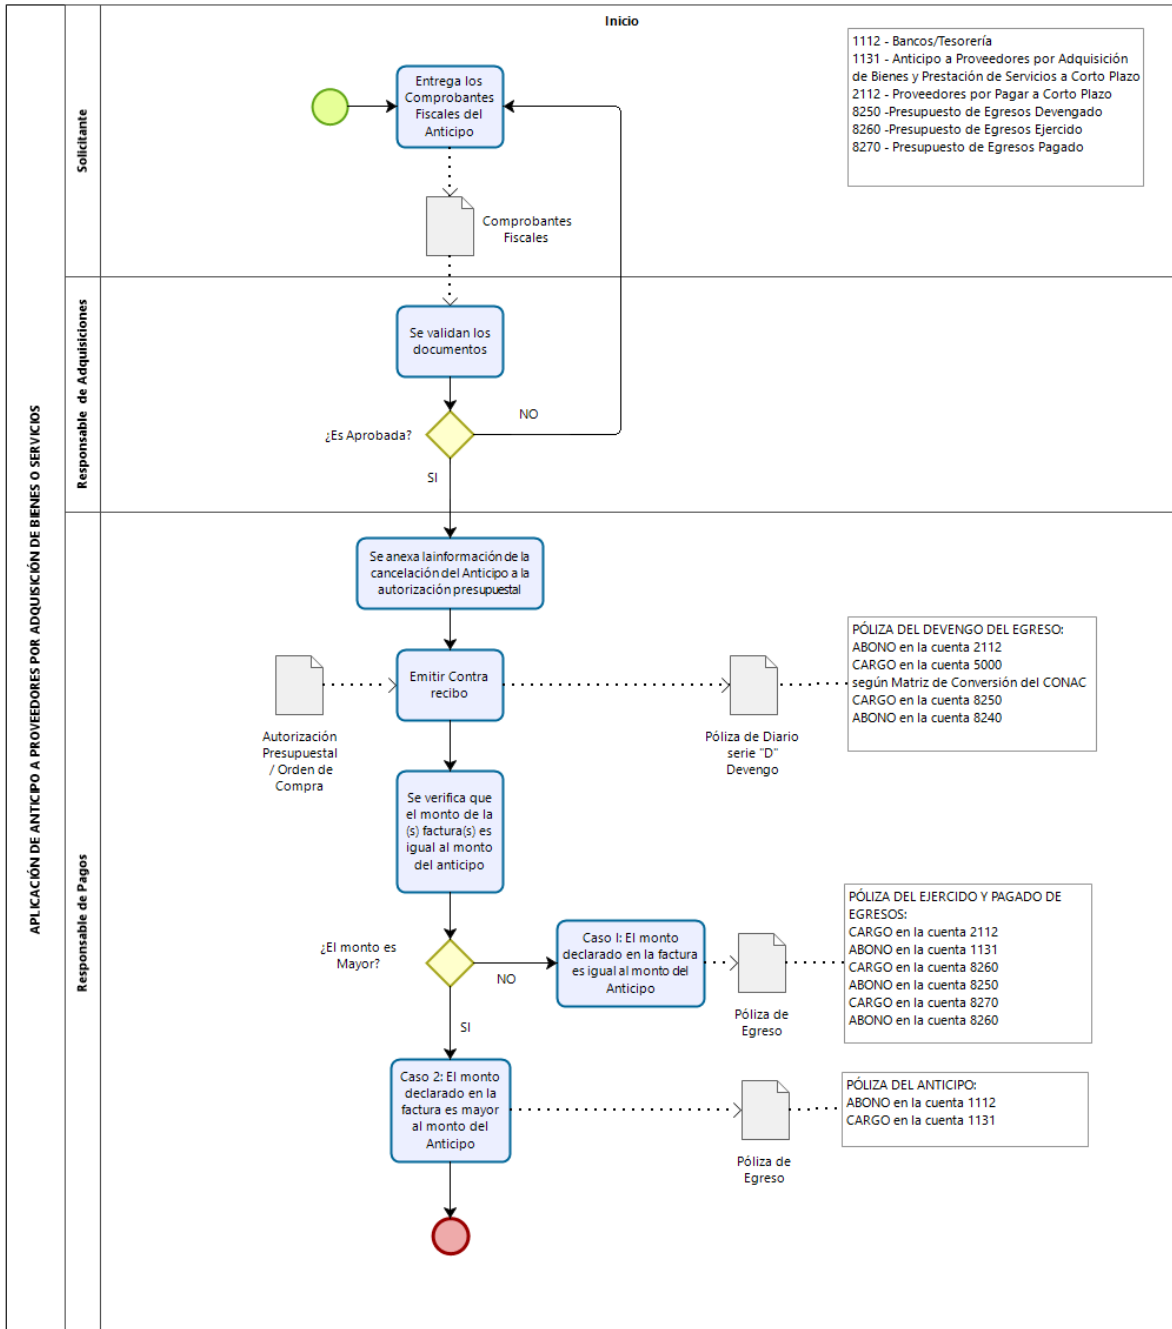 APLICACIÓN DE ANTICIPO A PROVEEDORES POR ADQUISICIÓN DE BIENES O SERVICIOS
Inicio
Solicitante
Entrega los
Comprobantes
Fiscales del
Anticipo
1112 - Bancos/Tesorería
1131 - Anticipo a Proveedores por Adquisición
de Bienes y Prestación de Servicios a Corto Plazo
2112 - Proveedores por Pagar a Corto Plazo
8250 -Presupuesto de Egresos Devengado
8260 -Presupuesto de Egresos Ejercido
8270 - Presupuesto de Egresos Pagado
Comprobantes
Fiscales
Responsable de Adquisiciones
Se validan los
documentos
¿Es Aprobada?
NO
SI
Responsable de Pagos
Se anexa lainformación de la
cancelación del Anticipo a la
autorización presupuestal
Emitir Contra
recibo
Autorización
Presupuestal
/ Orden de
Compra
Póliza de Diario
serie "D"
Devengo
PÓLIZA DEL DEVENGO DEL EGRESO:
ABONO en la cuenta 2112
CARGO en la cuenta 5000
según Matriz de Conversión del CONAC
CARGO en la cuenta 8250
ABONO en la cuenta 8240
Se verifica que
el monto de la
(s) factura(s) es
igual al monto
del anticipo
¿El monto es
Mayor?
NO
SI
Caso I: El monto
declarado en la factura
es igual al monto del
Anticipo
Póliza de
Egreso
PÓLIZA DEL EJERCIDO Y PAGADO DE
EGRESOS:
CARGO en la cuenta 2112
ABONO en la cuenta 1131
CARGO en la cuenta 8260
ABONO en la cuenta 8250
CARGO en la cuenta 8270
ABONO en la cuenta 8260
Caso 2: El monto
declarado en la
factura es mayor
al monto del
Anticipo
Póliza de
Egreso
PÓLIZA DEL ANTICIPO:
ABONO en la cuenta 1112
CARGO en la cuenta 1131